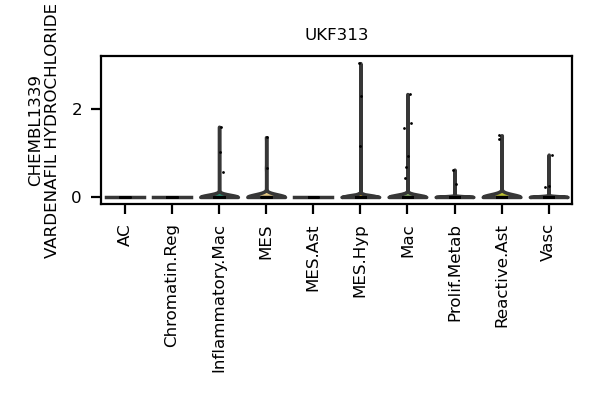 UKF313
CHEMBL1339
VARDENAFIL HYDROCHLORIDE
2
0
AC
Chromatin.Reg
Inflammatory.Mac
MES
MES.Ast
MES.Hyp
Mac
Prolif.Metab
Reactive.Ast
Vasc